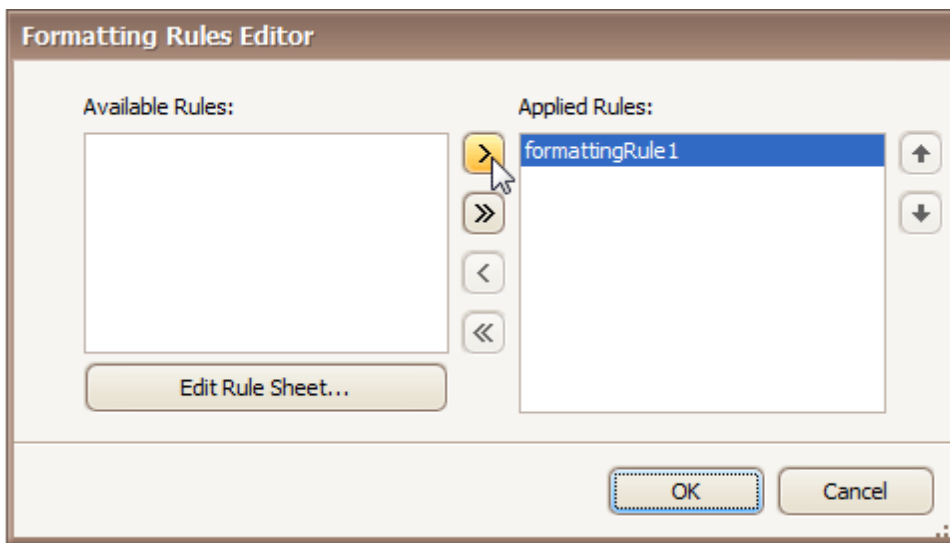 Formatting Rules Editor
Available Rules:
Applied Rules:
formattingRule1
Edit Rule Sheet...
OK
Cancel